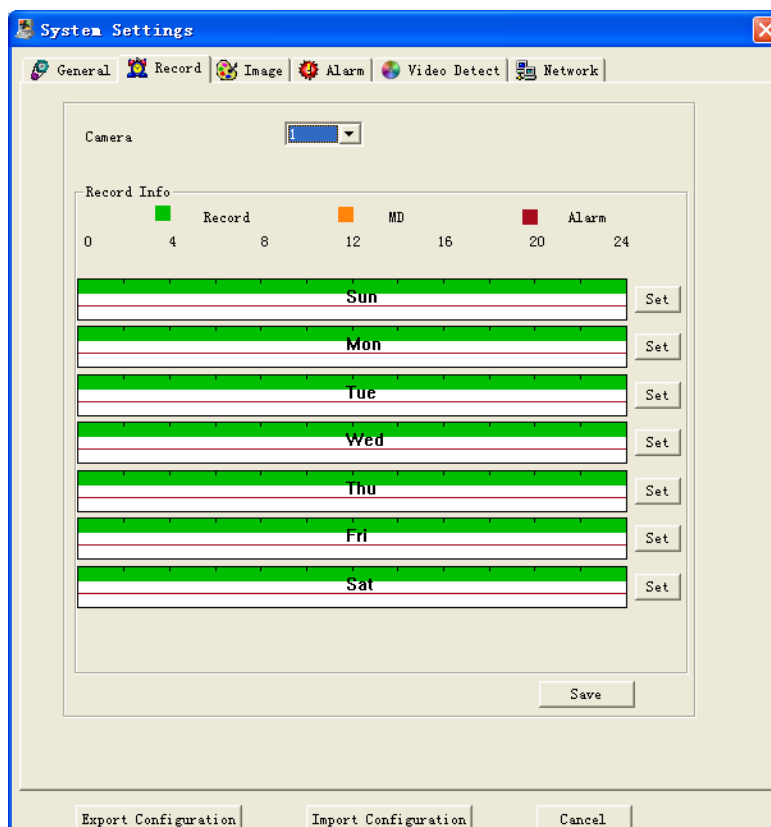 System Settings
General Record Image Alarm Video Detect Network
Camera 1
Record Info
Record MD Alarm
0 4 8 12 16 20 24
Sun Set
Mon Set
Tue Set
Wed Set
Thu Set
Fri Set
Sat Set
Save
Export Configuration Import Configuration Cancel